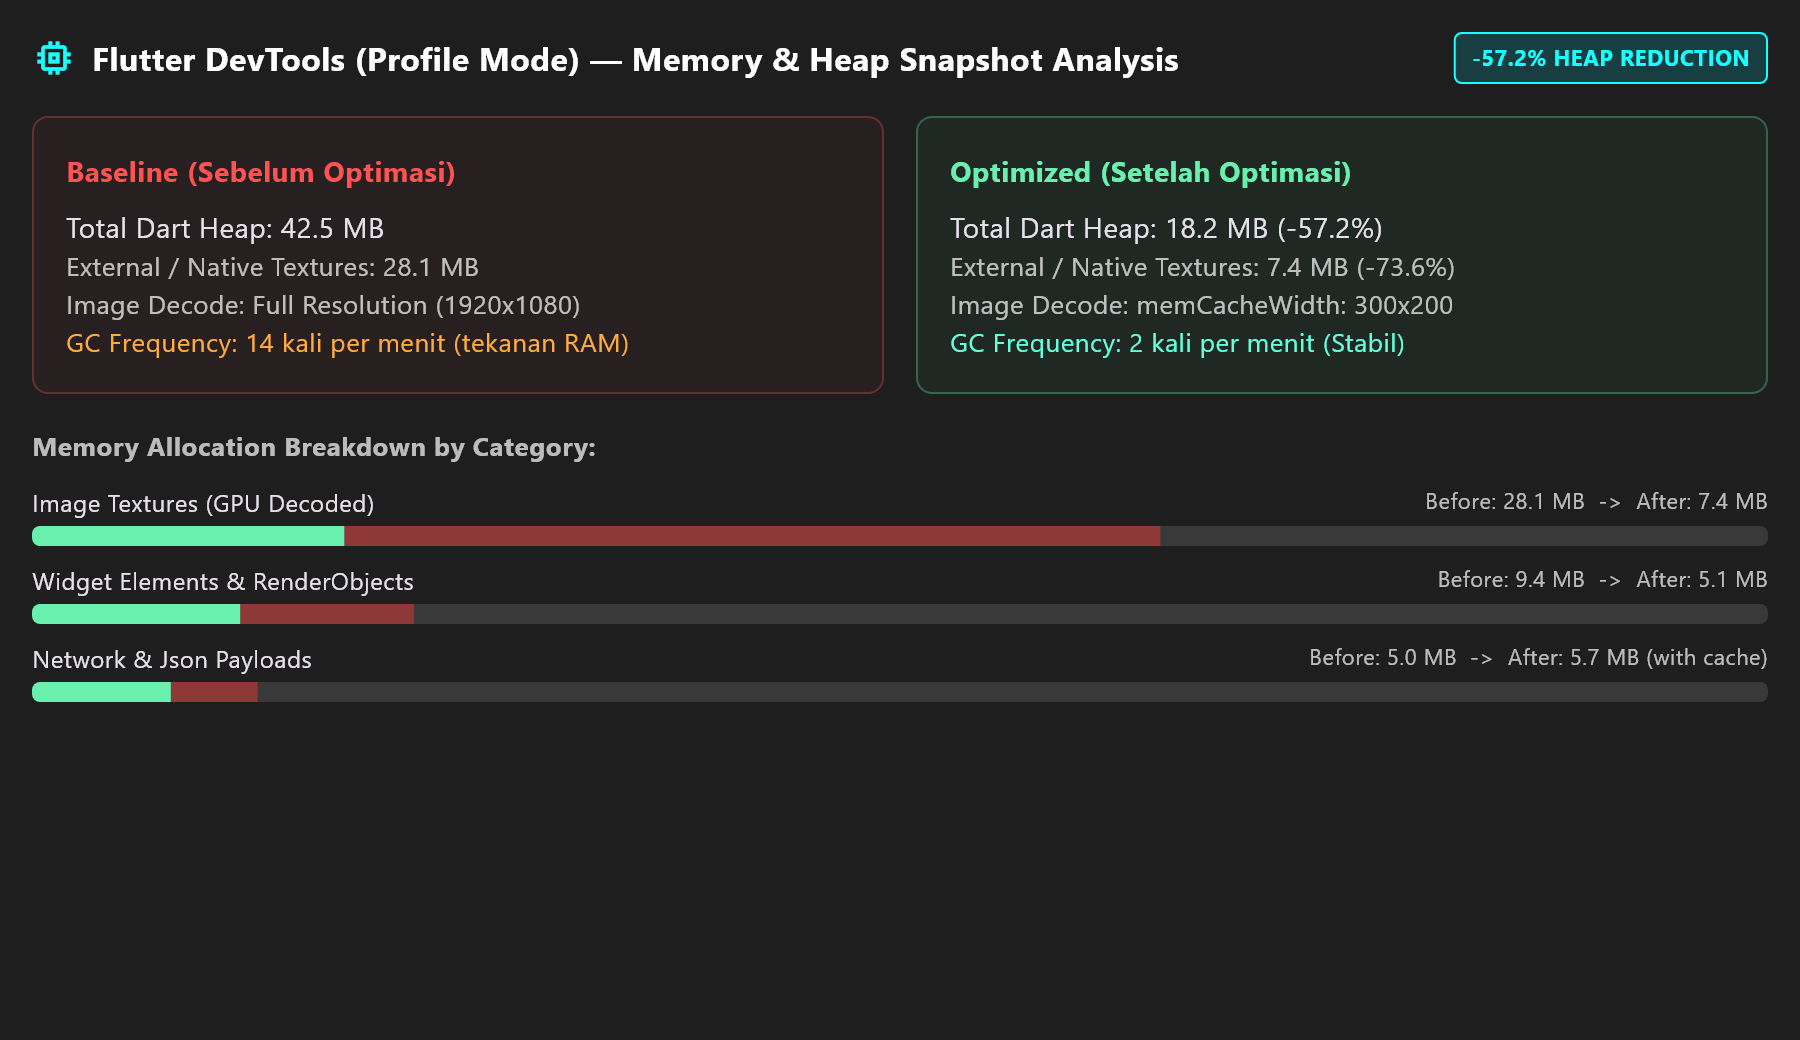 Flutter DevTools (Profile Mode) — Memory & Heap Snapshot Analysis
-57.2% HEAP REDUCTION
Baseline (Sebelum Optimasi)
Total Dart Heap: 42.5 MB
External / Native Textures: 28.1 MB
Image Decode: Full Resolution (1920x1080)
GC Frequency: 14 kali per menit (tekanan RAM)
Optimized (Setelah Optimasi)
Total Dart Heap: 18.2 MB (-57.2%)
External / Native Textures: 7.4 MB (-73.6%)
Image Decode: memCacheWidth: 300x200
GC Frequency: 2 kali per menit (Stabil)
Memory Allocation Breakdown by Category:
Image Textures (GPU Decoded)
Before: 28.1 MB -> After: 7.4 MB
Widget Elements & RenderObjects
Before: 9.4 MB -> After: 5.1 MB
Network & Json Payloads
Before: 5.0 MB -> After: 5.7 MB (with cache)